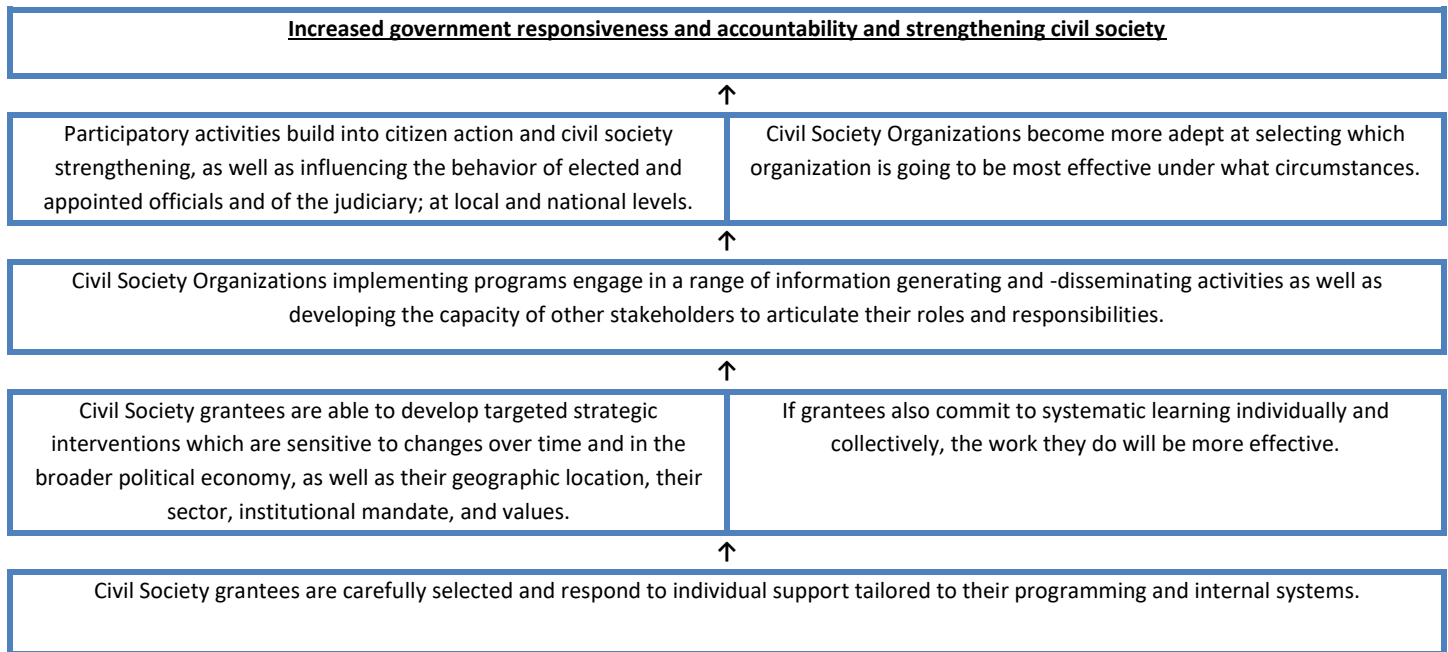 Increased government responsiveness and accountability and strengthening civil society
↑
Participatory activities build into citizen action and civil society
strengthening, as well as influencing the behavior of elected and
appointed officials and of the judiciary; at local and national levels.
Civil Society Organizations become more adept at selecting which
organization is going to be most effective under what circumstances.
↑
Civil Society Organizations implementing programs engage in a range of information generating and -disseminating activities as well as
developing the capacity of other stakeholders to articulate their roles and responsibilities.
↑
Civil Society grantees are able to develop targeted strategic
interventions which are sensitive to changes over time and in the
broader political economy, as well as their geographic location, their
sector, institutional mandate, and values.
If grantees also commit to systematic learning individually and
collectively, the work they do will be more effective.
↑
Civil Society grantees are carefully selected and respond to individual support tailored to their programming and internal systems.